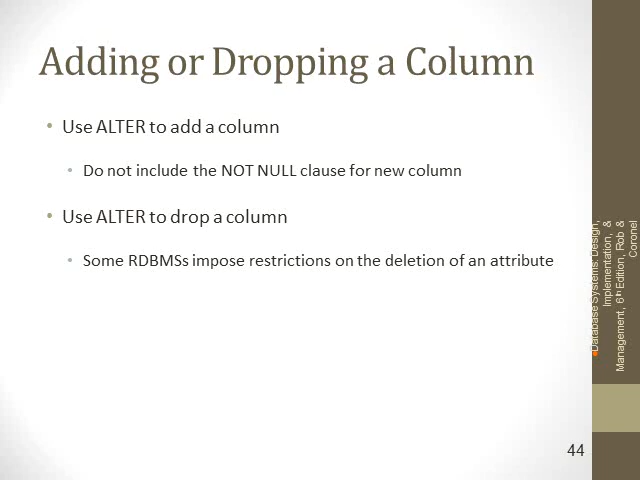 Adding or Dropping a Column
• Use ALTER to add a column
• Do not include the NOT NULL clause for new column
• Use ALTER to drop a column
• Some RDBMSs impose restrictions on the deletion of an attribute
Database Systems: Design,
Implementation, &
Management, 6th Edition, Rob &
Coronel
44